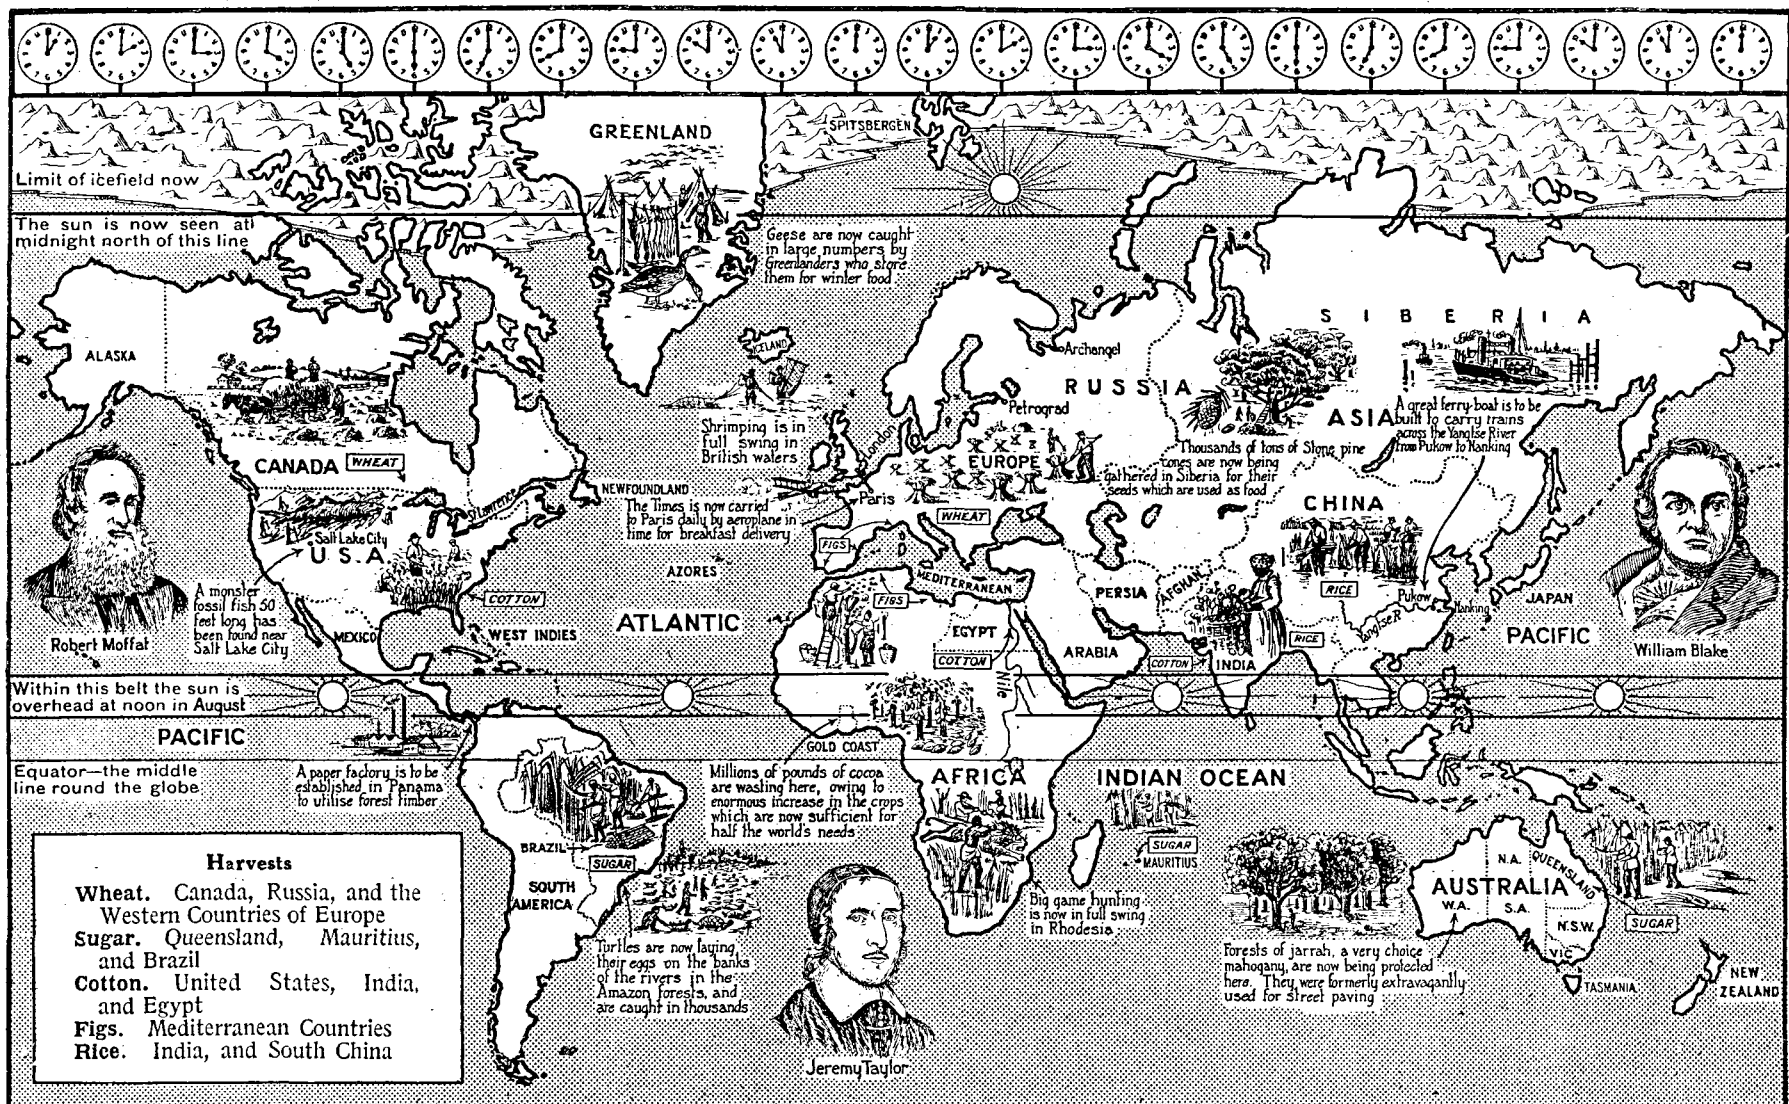 GREENLAND
SPITSBERGEN
Limit of icefield now
The sun is now seen at
midnight north of this line
Geese are now caught
in large numbers by
Greenlanders who store
them for winter food
ALASKA
ICELAND
Archangel
SIBERIA
RUSSIA
Petrograd
ASIA
A great ferry-boat is to be
built to carry trains
across the Yangtse River
from Pukow to Nanking
Shrimping is in
full swing in
British waters
London
EUROPE
Thousands of tons of Stone pine
cones are now being
gathered in Siberia for their
seeds which are used as food
CANADA
WHEAT
NEWFOUNDLAND
St Lawrence
Paris
The Times is now carried
to Paris daily by aeroplane in
time for breakfast delivery
WHEAT
CHINA
Salt Lake City
U.S.A
FIGS
AZORES
MEDITERRANEAN
FIGS
PERSIA
AFGHAN.
RICE
Pukow
Nanking
JAPAN
A monster
fossil fish 50
feet long has
been found near
Salt Lake City
COTTON
Robert Moffat
MEXICO
WEST INDIES
ATLANTIC
EGYPT
COTTON
ARABIA
COTTON
INDIA
RICE
Yangtse R.
PACIFIC
William Blake
Nile
Within this belt the sun is
overhead at noon in August
PACIFIC
GOLD COAST
Equator—the middle
line round the globe
A paper factory is to be
established in Panama
to utilise forest timber
Millions of pounds of cocoa
are wasting here, owing to
enormous increase in the crops
which are now sufficient for
half the world's needs
AFRICA
INDIAN OCEAN
BRAZIL
SUGAR
SOUTH
AMERICA
SUGAR
MAURITIUS
N.A.
QUEENSLAND
AUSTRALIA
W.A.
S.A.
N.S.W.
VIC
SUGAR
TASMANIA
NEW
ZEALAND
Big game hunting
is now in full swing
in Rhodesia
Turtles are now laying
their eggs on the banks
of the rivers in the
Amazon forests, and
are caught in thousands
Forests of jarrah, a very choice
mahogany, are now being protected
here. They were formerly extravagantly
used for street paving
Jeremy Taylor
Harvests
Wheat. Canada, Russia, and the
Western Countries of Europe
Sugar. Queensland, Mauritius,
and Brazil
Cotton. United States, India,
and Egypt
Figs. Mediterranean Countries
Rice. India, and South China